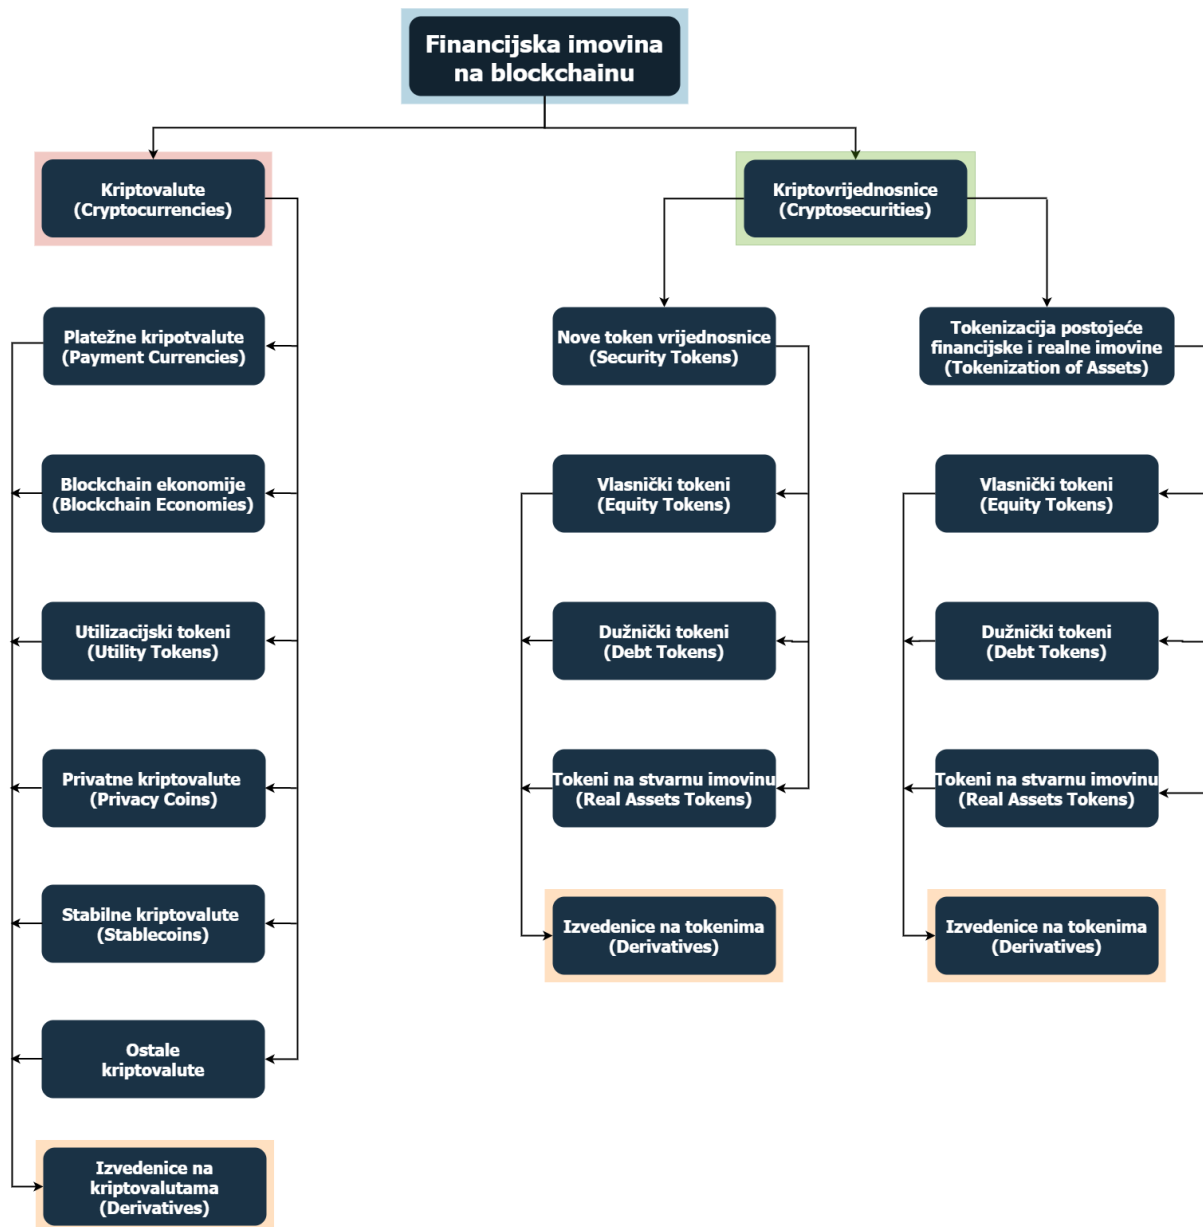 Financijska imovina
na blockchainu
Kriptovalute
(Cryptocurrencies)
Kriptovrijednosnice
(Cryptosecurities)
Platežne kripotvalute
(Payment Currencies)
Nove token vrijednosnice
(Security Tokens)
Tokenizacija postojeće
financijske i realne imovine
(Tokenization of Assets)
Blockchain ekonomije
(Blockchain Economies)
Vlasnički tokeni
(Equity Tokens)
Vlasnički tokeni
(Equity Tokens)
Utilizacijski tokeni
(Utility Tokens)
Dužnički tokeni
(Debt Tokens)
Dužnički tokeni
(Debt Tokens)
Privatne kriptovalute
(Privacy Coins)
Tokeni na stvarnu imovinu
(Real Assets Tokens)
Tokeni na stvarnu imovinu
(Real Assets Tokens)
Stabilne kriptovalute
(Stablecoins)
Izvedenice na tokenima
(Derivatives)
Izvedenice na tokenima
(Derivatives)
Ostale
kriptovalute
Izvedenice na
kriptovalutama
(Derivatives)